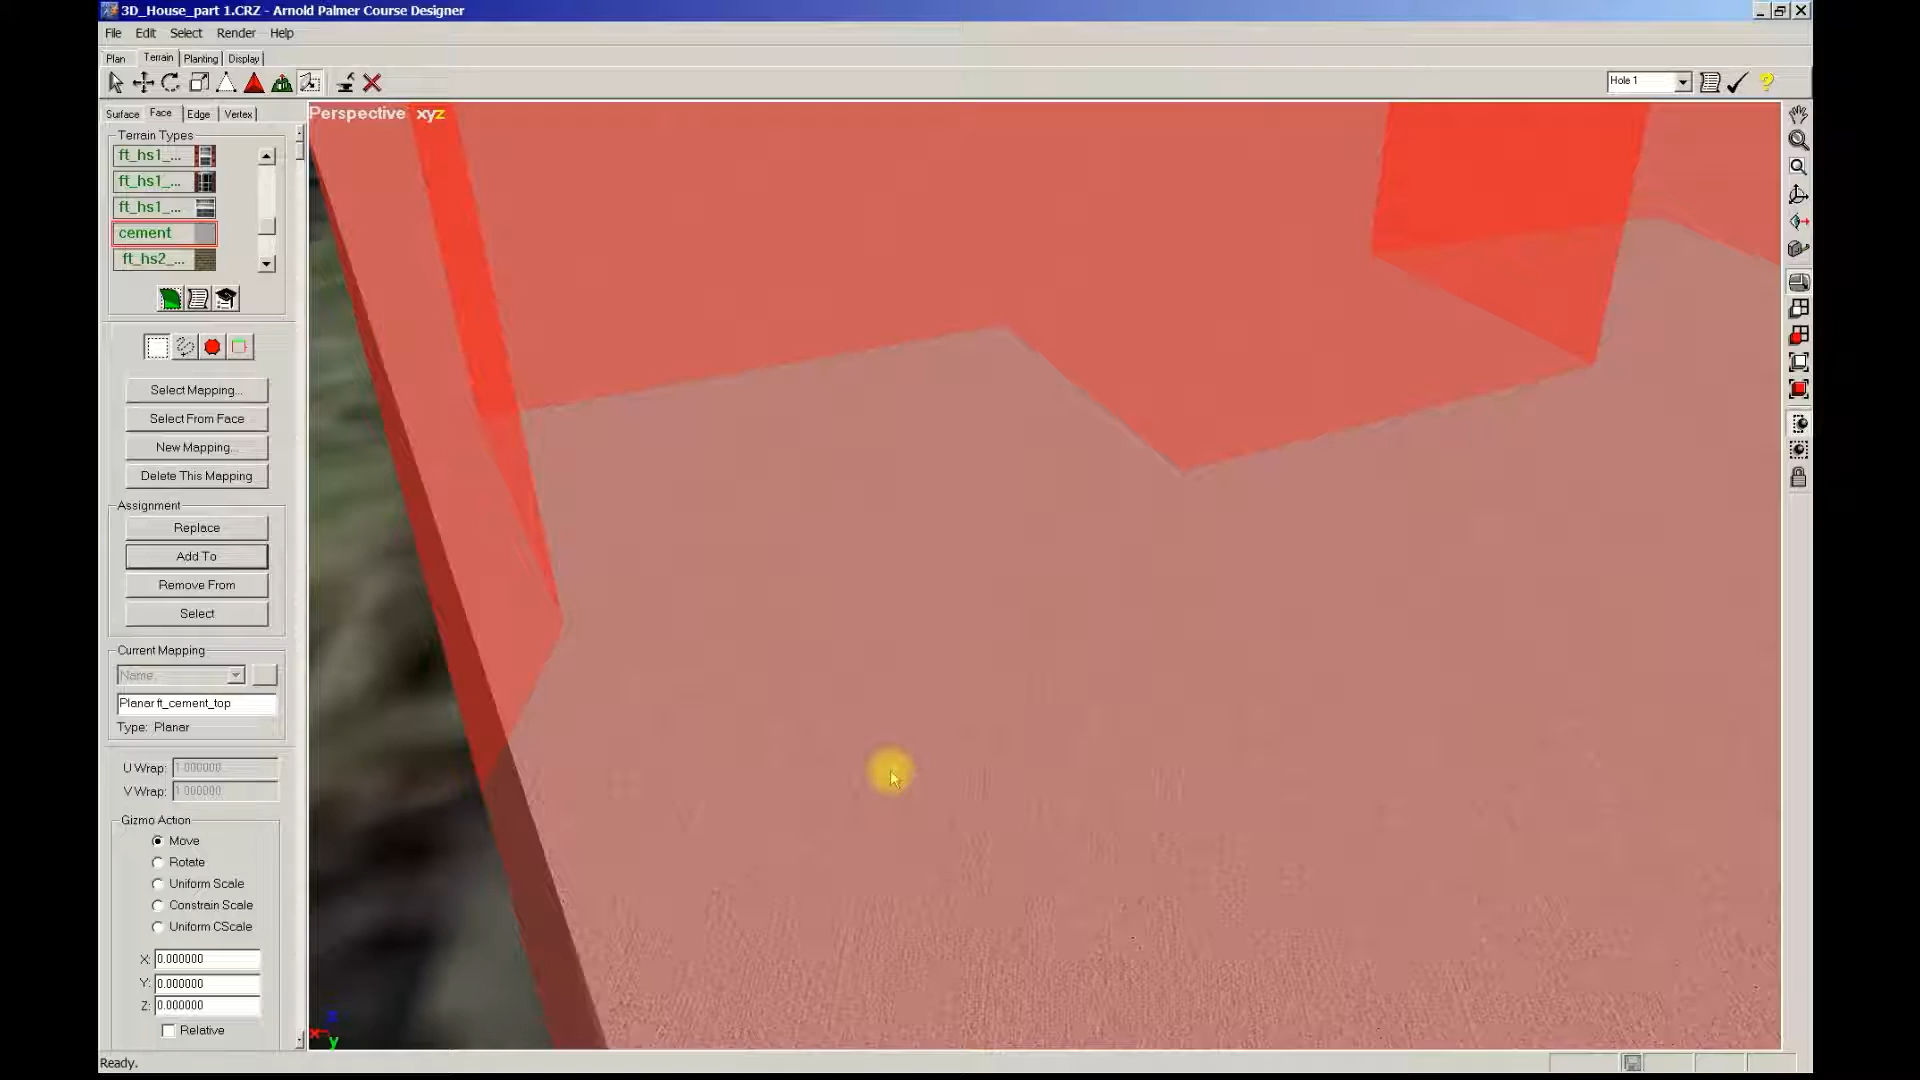 3D_House_part 1.CRZ - Arnold Palmer Course Designer
File Edit Select Render Help
Plan Terrain Planting Display
Hole 1
Surface Face Edge Vertex
Perspective xyz
Terrain Types
ft_hs1_...
ft_hs1_...
ft_hs1_...
cement
ft_hs2_...
Select Mapping...
Select From Face
New Mapping...
Delete This Mapping
Assignment
Replace
Add To
Remove From
Select
Current Mapping
Name
Planar ft_cement_top
Type: Planar
U Wrap: 1.000000
V Wrap: 1.000000
Gizmo Action
Move
Rotate
Uniform Scale
Constrain Scale
Uniform CScale
X: 0.000000
Y: 0.000000
Z: 0.000000
Relative
z
x
y
Ready.